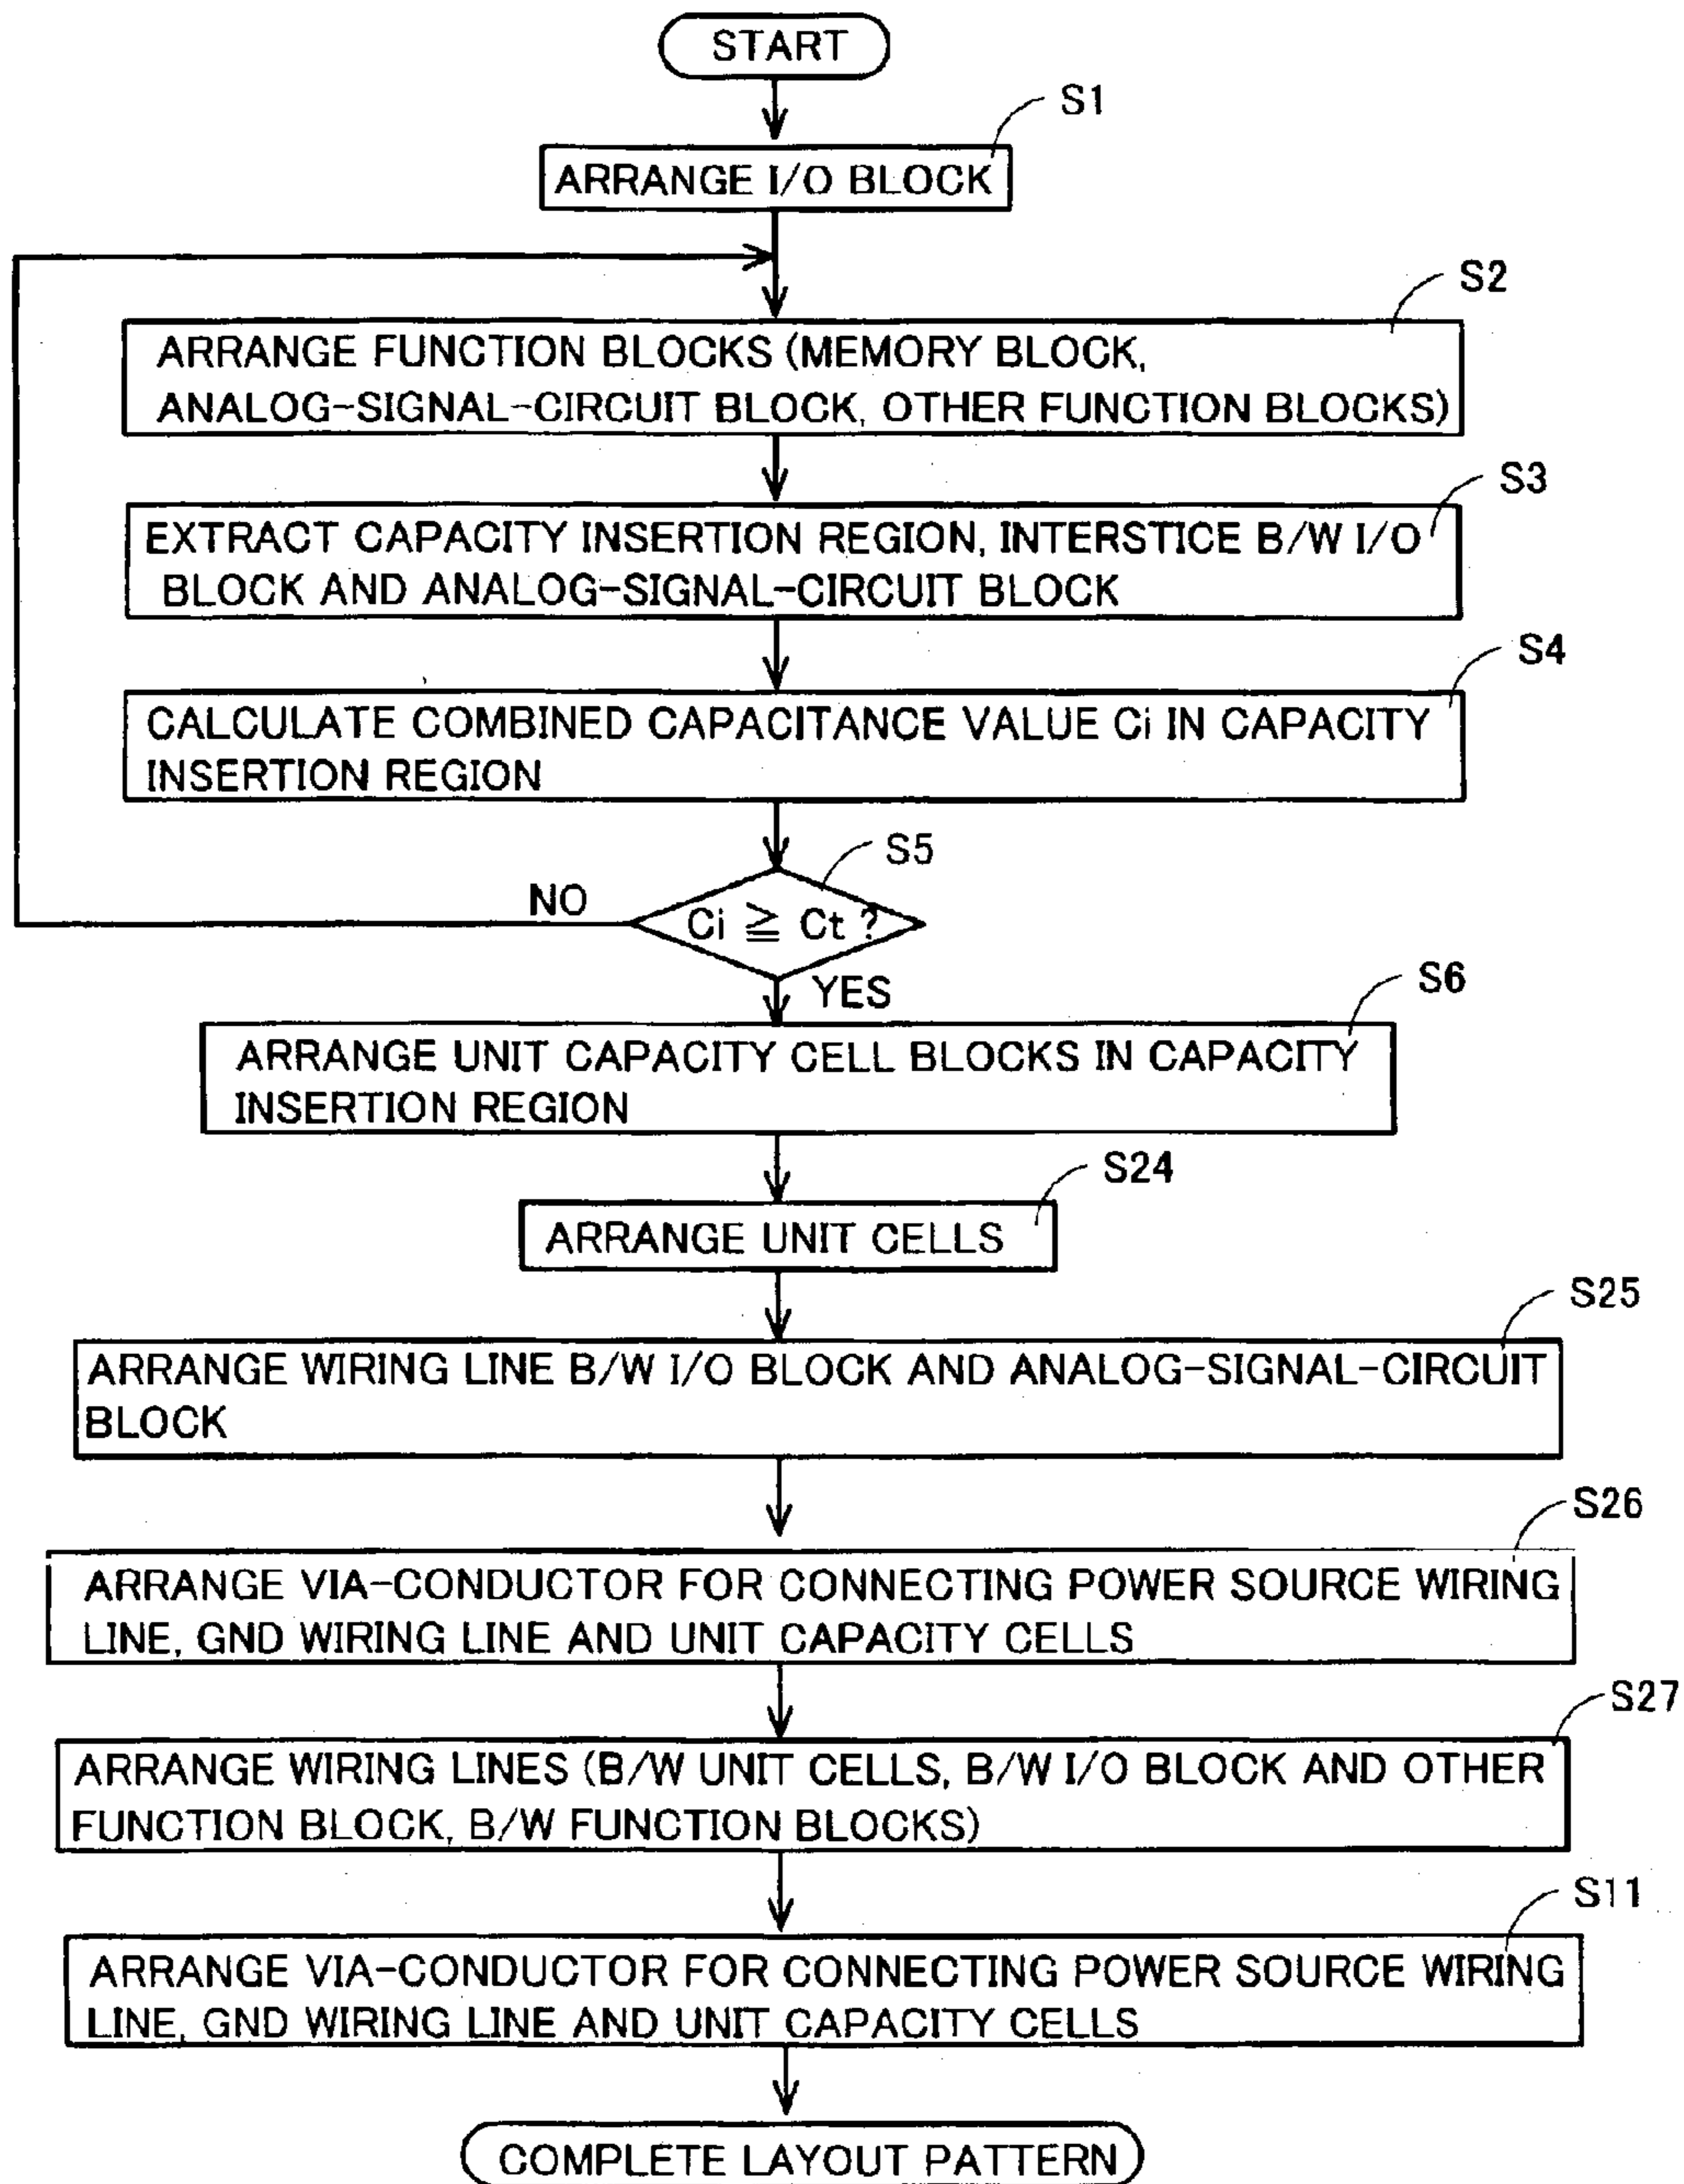 START
S1
ARRANGE I/O BLOCK
S2
ARRANGE FUNCTION BLOCKS (MEMORY BLOCK,
ANALOG-SIGNAL-CIRCUIT BLOCK, OTHER FUNCTION BLOCKS)
S3
EXTRACT CAPACITY INSERTION REGION, INTERSTICE B/W I/O
BLOCK AND ANALOG-SIGNAL-CIRCUIT BLOCK
S4
CALCULATE COMBINED CAPACITANCE VALUE Ci IN CAPACITY
INSERTION REGION
S5
NO
Ci ≧ Ct ?
YES
S6
ARRANGE UNIT CAPACITY CELL BLOCKS IN CAPACITY
INSERTION REGION
S24
ARRANGE UNIT CELLS
S25
ARRANGE WIRING LINE B/W I/O BLOCK AND ANALOG-SIGNAL-CIRCUIT
BLOCK
S26
ARRANGE VIA-CONDUCTOR FOR CONNECTING POWER SOURCE WIRING
LINE, GND WIRING LINE AND UNIT CAPACITY CELLS
S27
ARRANGE WIRING LINES (B/W UNIT CELLS, B/W I/O BLOCK AND OTHER
FUNCTION BLOCK, B/W FUNCTION BLOCKS)
S11
ARRANGE VIA-CONDUCTOR FOR CONNECTING POWER SOURCE WIRING
LINE, GND WIRING LINE AND UNIT CAPACITY CELLS
COMPLETE LAYOUT PATTERN